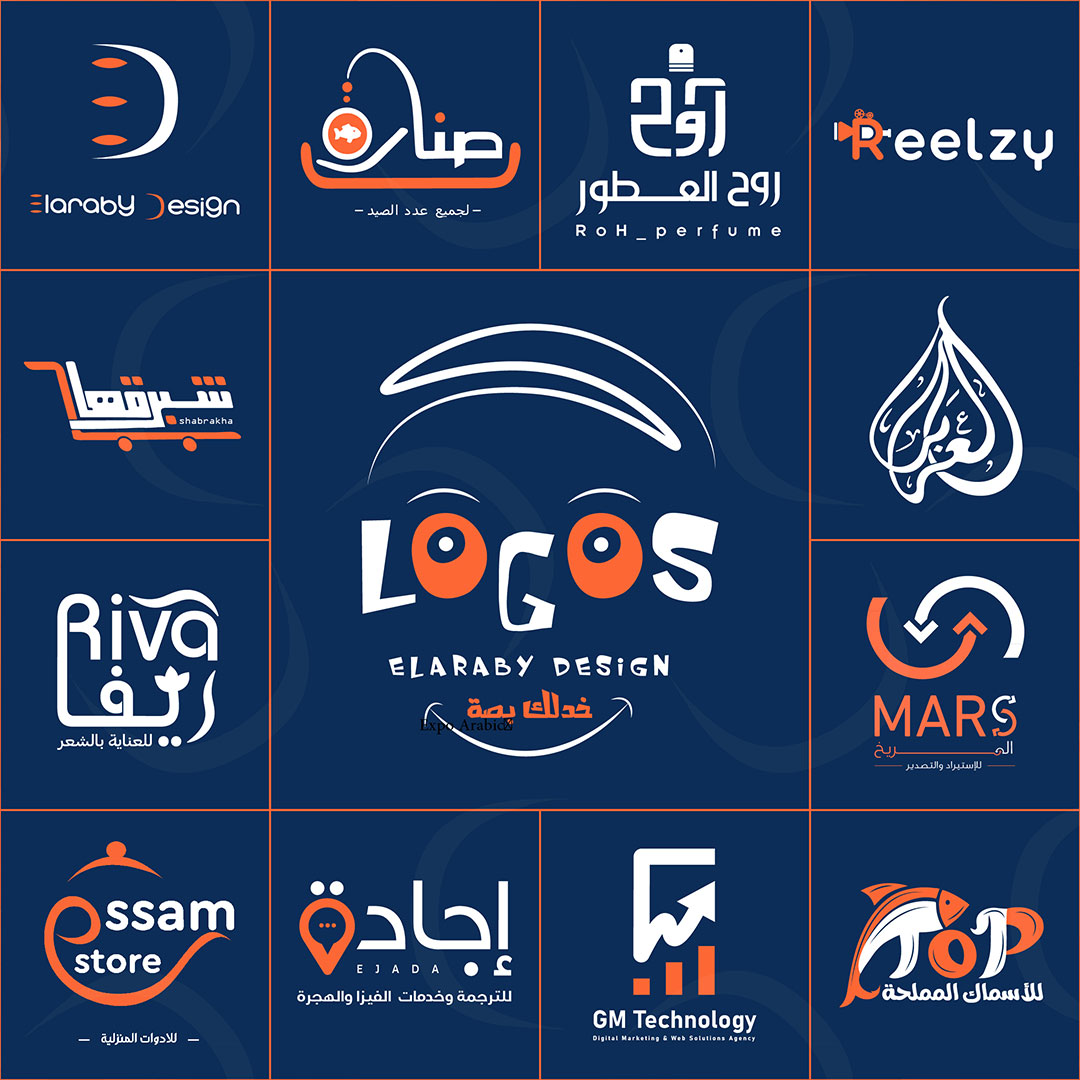 Elaraby Design
صنارة
– لجميع عدد الصيد –
روح
روح العطور
RoH_perfume
Reelzy
شبرقها
shabrakha
LOGOS
ELARABY DESiGN
خدلك بصة
Expo Arabic
العزم
Riva
ريفا
للعناية بالشعر
MARS
المريخ
للإستيراد والتصدير
essam
store
– للادوات المنزلية –
إجادة
EJADA
للترجمة وخدمات الفيزا والهجرة
GM Technology
Digital Marketing & Web Solutions Agency
TOP
للأسماك المملحة